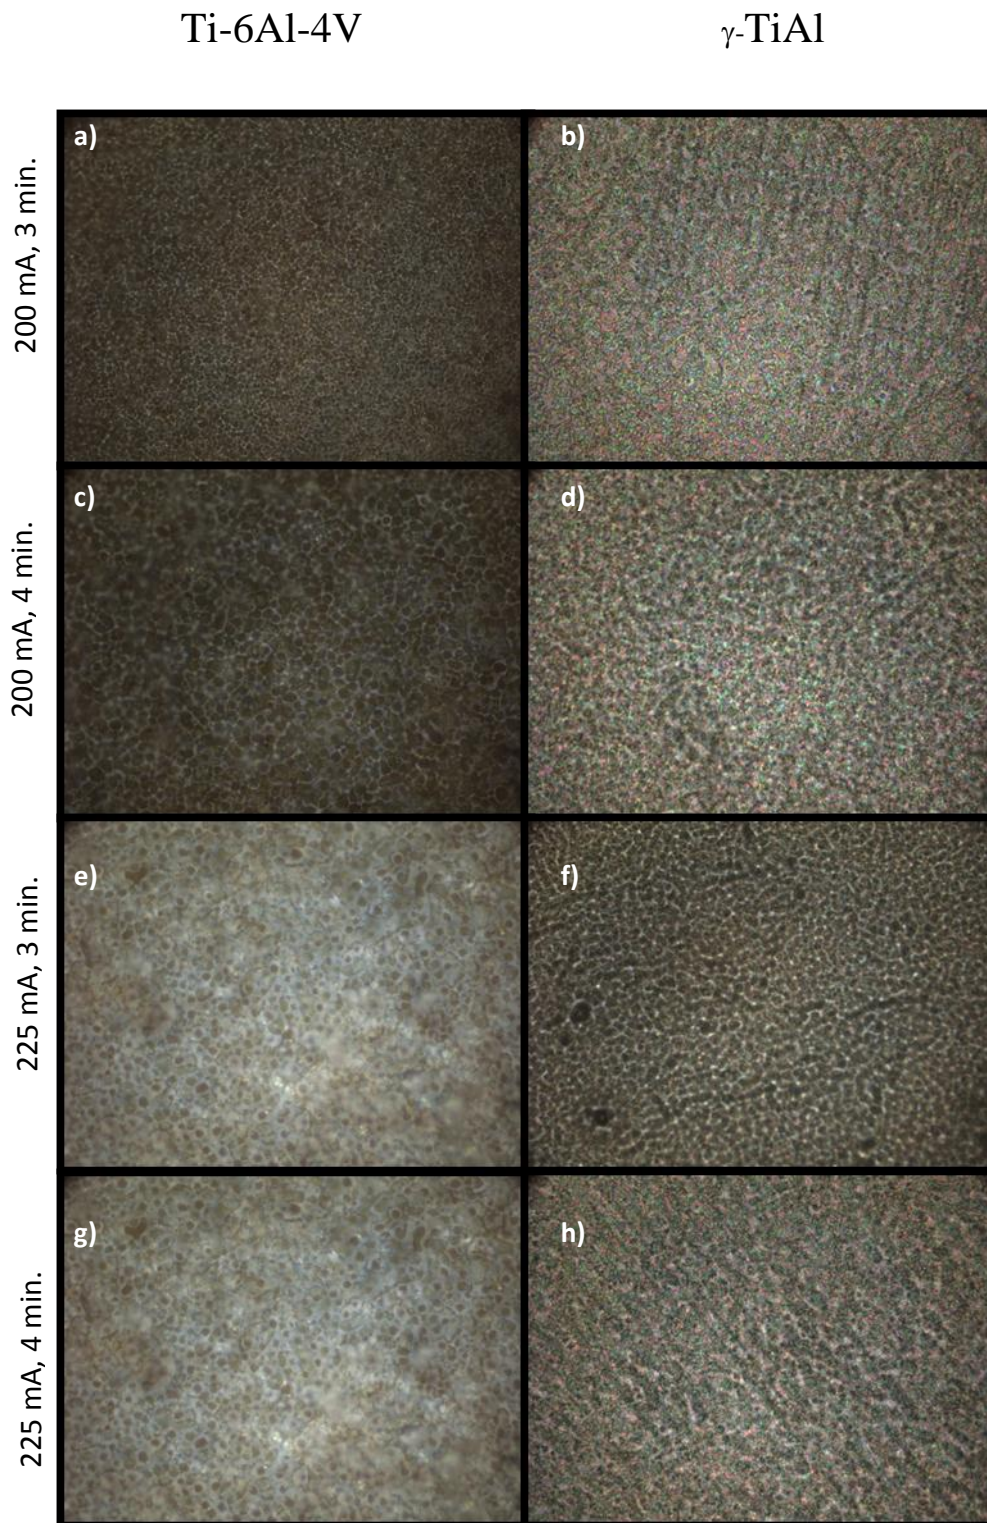 Ti-6Al-4V
γ-TiAl
200 mA, 3 min.
a)
b)
200 mA, 4 min.
c)
d)
225 mA, 3 min.
e)
f)
225 mA, 4 min.
g)
h)